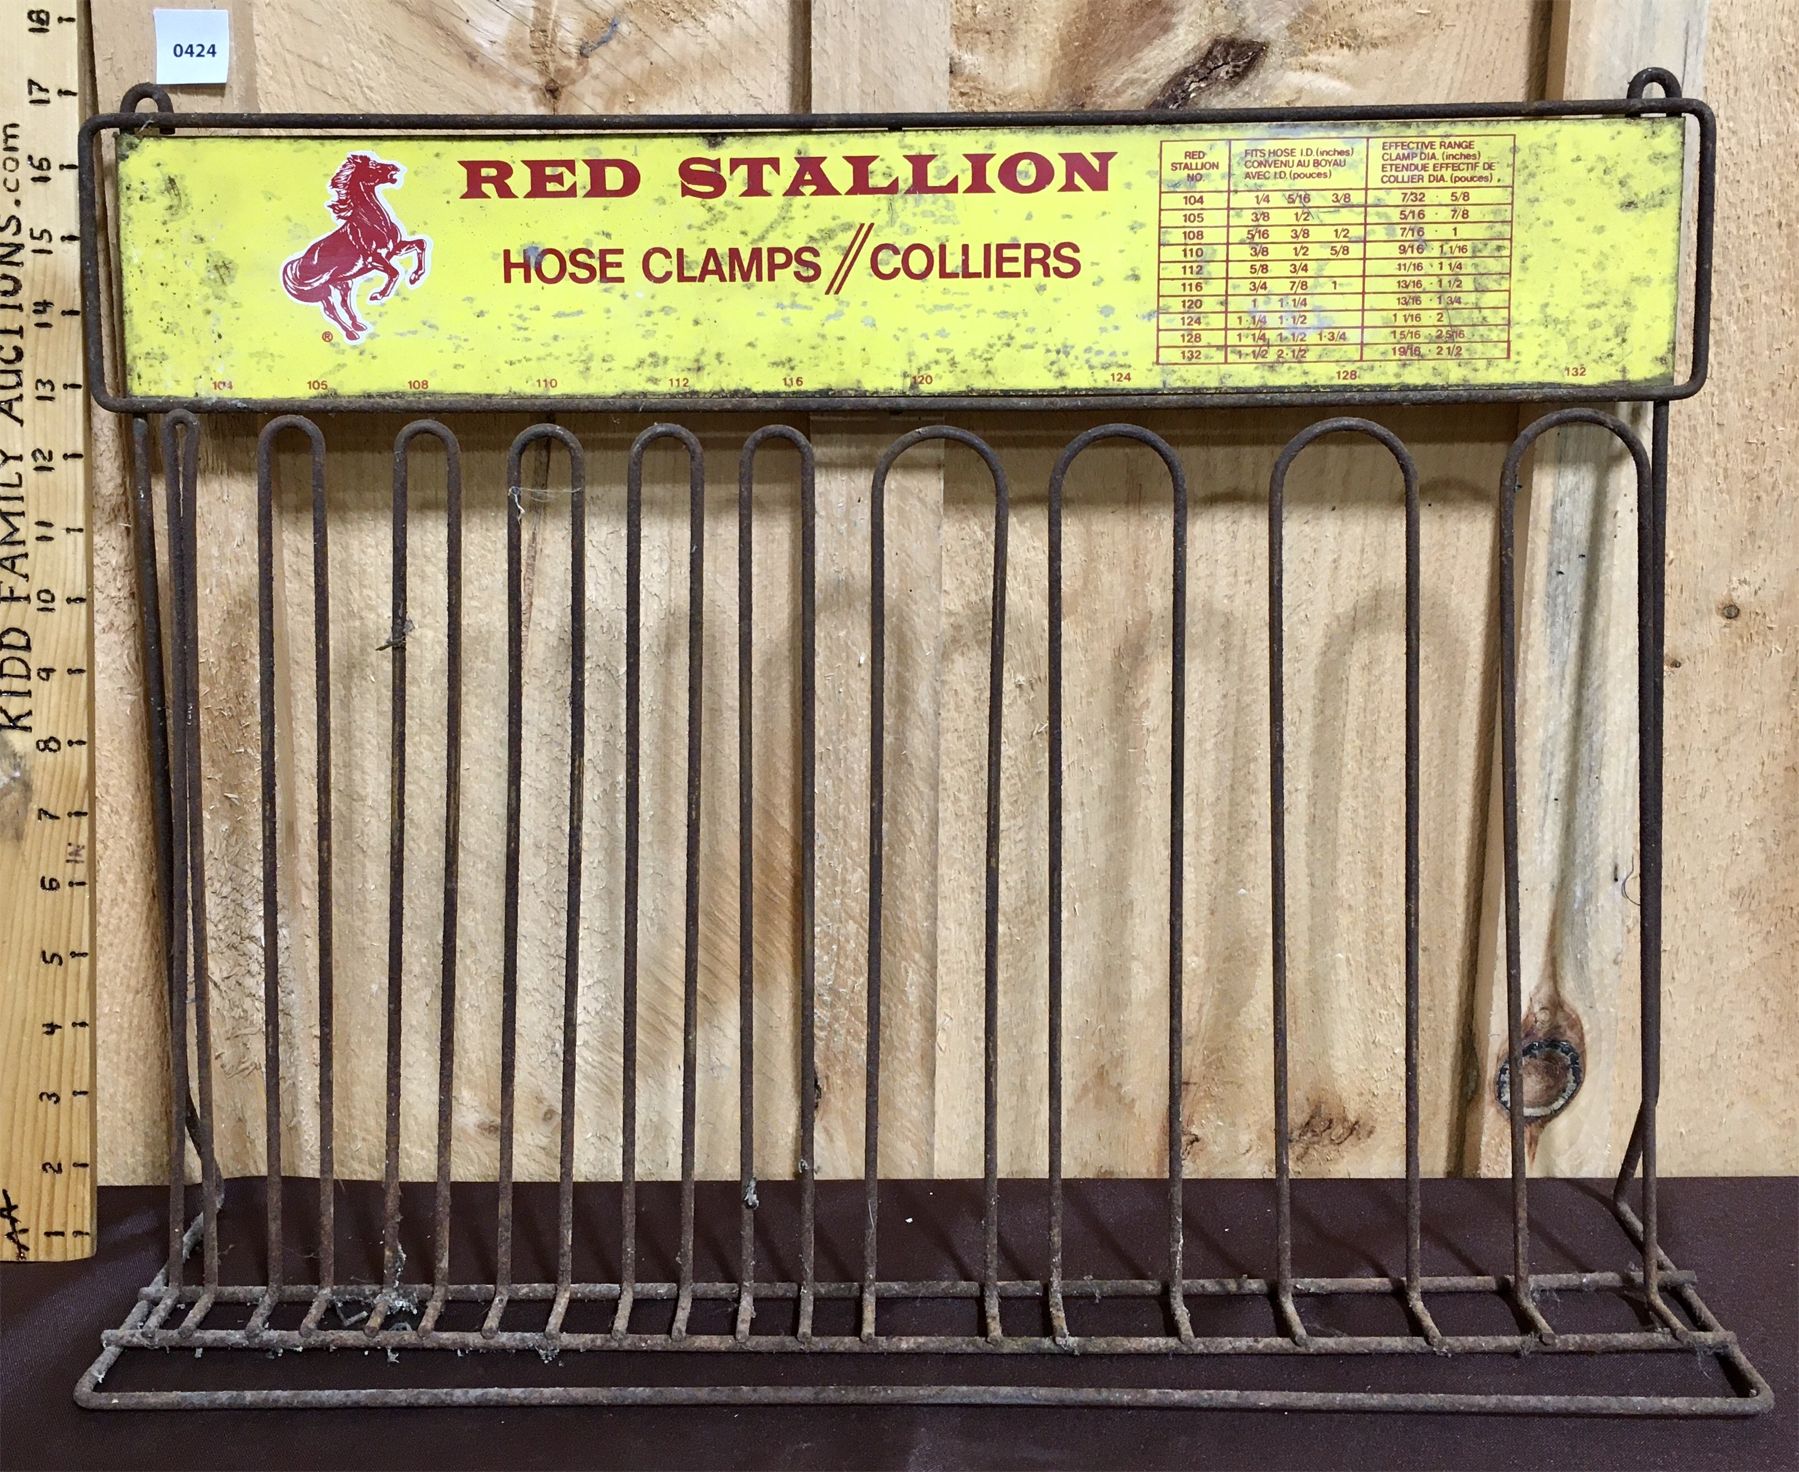 0424
KIDD FAMILY AUCTIONS.com
18
17
16
15
14
13
12
11
10
9
8
7
IN
6
5
4
3
2
1
AA
RED STALLION
HOSE CLAMPS // COLLIERS
®
RED STALLION NO. FITS HOSE I.D. (inches) CONVENU AU BOYAU AVEC I.D. (pouces) EFFECTIVE RANGE CLAMP DIA. (inches) ETENDUE EFFECTIF DE COLLIER DIA. (pouces)
104 1/4 5/16 3/8 7/32 - 5/8
105 3/8 1/2 5/16 - 7/8
108 5/16 3/8 1/2 7/16 - 1
110 3/8 1/2 5/8 9/16 - 1 1/16
112 5/8 3/4 11/16 - 1 1/4
116 3/4 7/8 1 13/16 - 1 1/2
120 1 1-1/4 13/16 - 1 3/4
124 1-1/4 1-1/2 1 1/16 - 2
128 1-1/4 1-1/2 1-3/4 1 5/16 - 2 5/16
132 1-1/2 2-1/2 1 9/16 - 2 1/2
104 105 108 110 112 116 120 124 128 132